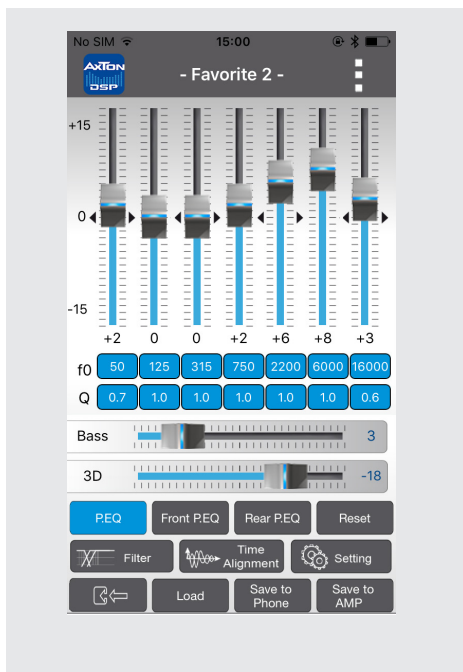 No SIM 15:00
AXTON
DSP
- Favorite 2 -
+15
0
-15
+2 0 0 +2 +6 +8 +3
f0 50 125 315 750 2200 6000 16000
Q 0.7 1.0 1.0 1.0 1.0 1.0 0.6
Bass 3
3D -18
P.EQ Front P.EQ Rear P.EQ Reset
Filter Time Alignment Setting
Load Save to Phone Save to AMP